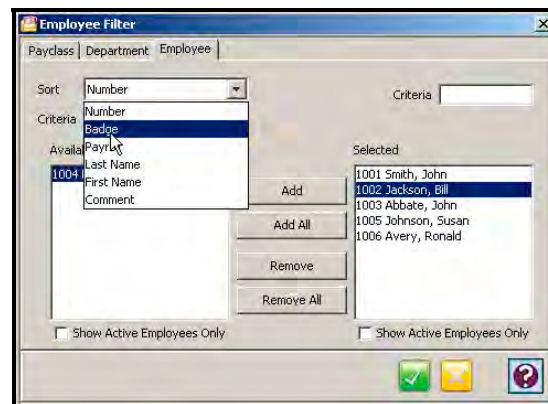 Employee Filter
Payclass Department Employee
Sort Number Criteria
Number
Criteria
Badge
Selected
Last Name
First Name
Comment
1004
1001 Smith, John
1002 Jackson, Bill
1003 Abbate, John
1005 Johnson, Susan
1006 Avery, Ronald
Add
Add All
Remove
Remove All
Show Active Employees Only Show Active Employees Only